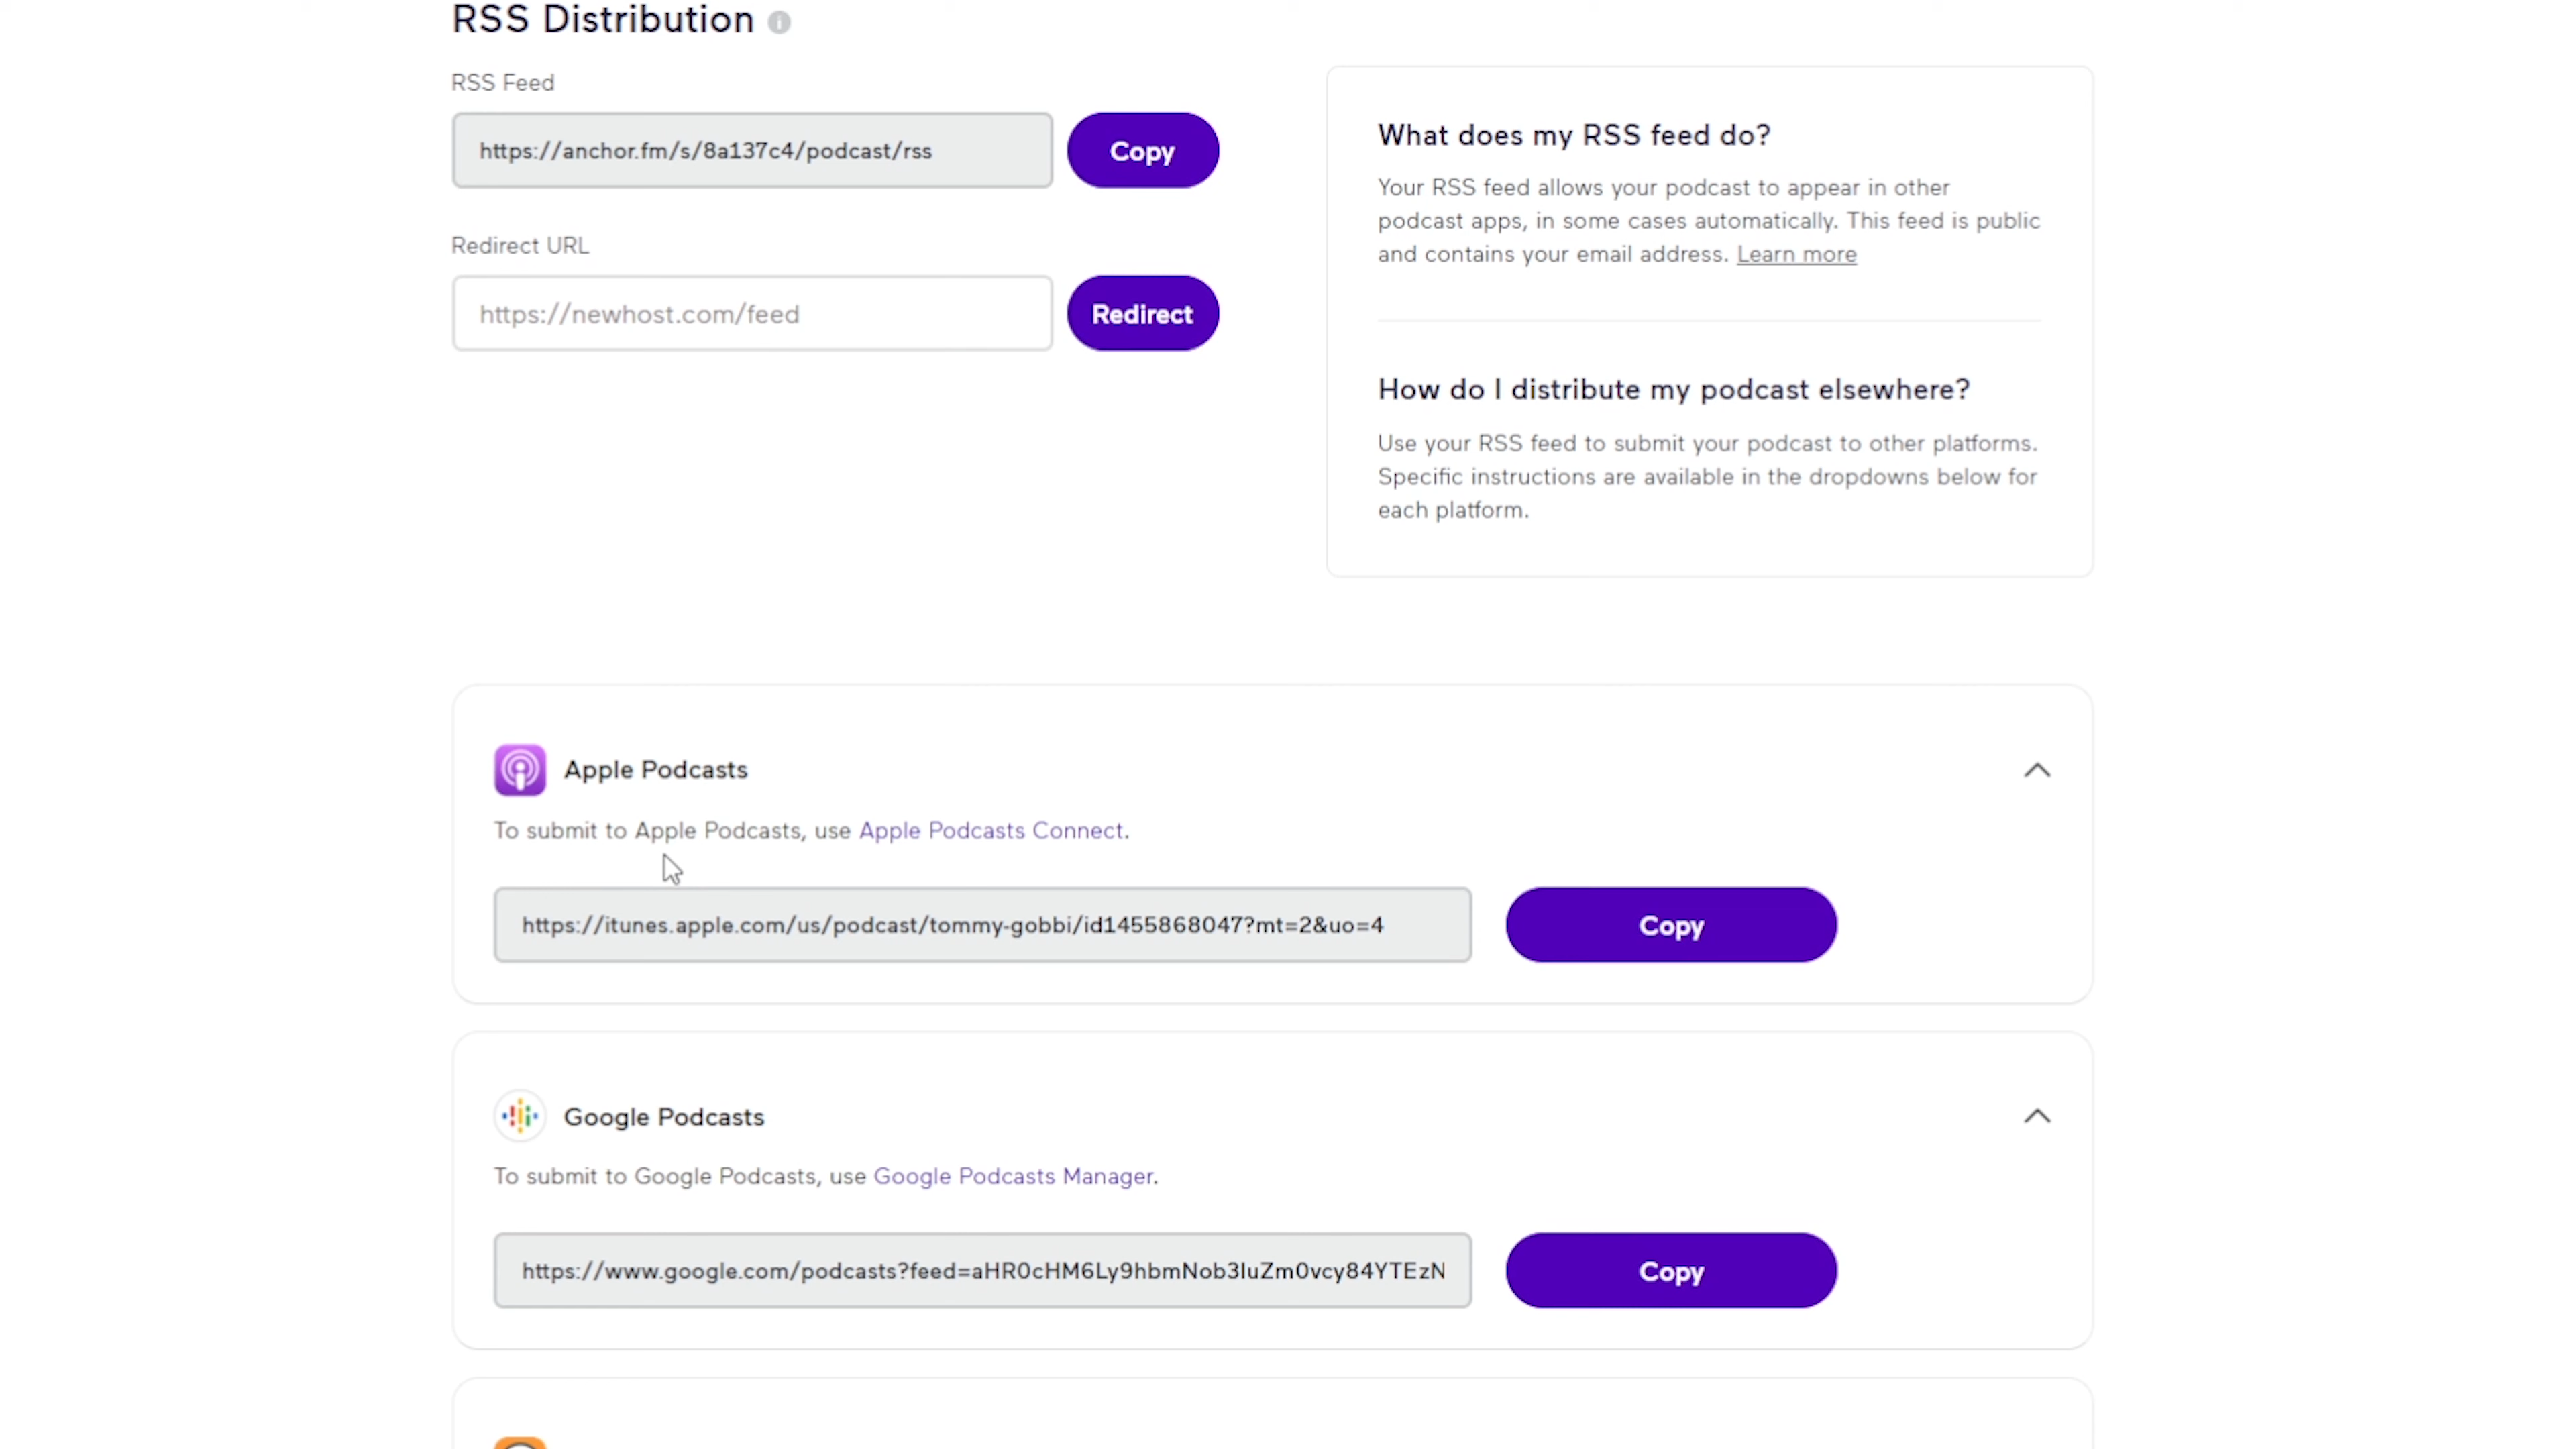 RSS Distribution
RSS Feed
https://anchor.fm/s/8a137c4/podcast/rss
Copy
Redirect URL
https://newhost.com/feed
Redirect
What does my RSS feed do?
Your RSS feed allows your podcast to appear in other
podcast apps, in some cases automatically. This feed is public
and contains your email address. Learn more
How do I distribute my podcast elsewhere?
Use your RSS feed to submit your podcast to other platforms.
Specific instructions are available in the dropdowns below for
each platform.
Apple Podcasts
To submit to Apple Podcasts, use Apple Podcasts Connect.
https://itunes.apple.com/us/podcast/tommy-gobbi/id1455868047?mt=2&uo=4
Copy
Google Podcasts
To submit to Google Podcasts, use Google Podcasts Manager.
https://www.google.com/podcasts?feed=aHR0cHM6Ly9hbmNob3IuZm0vcy84YTEzN
Copy